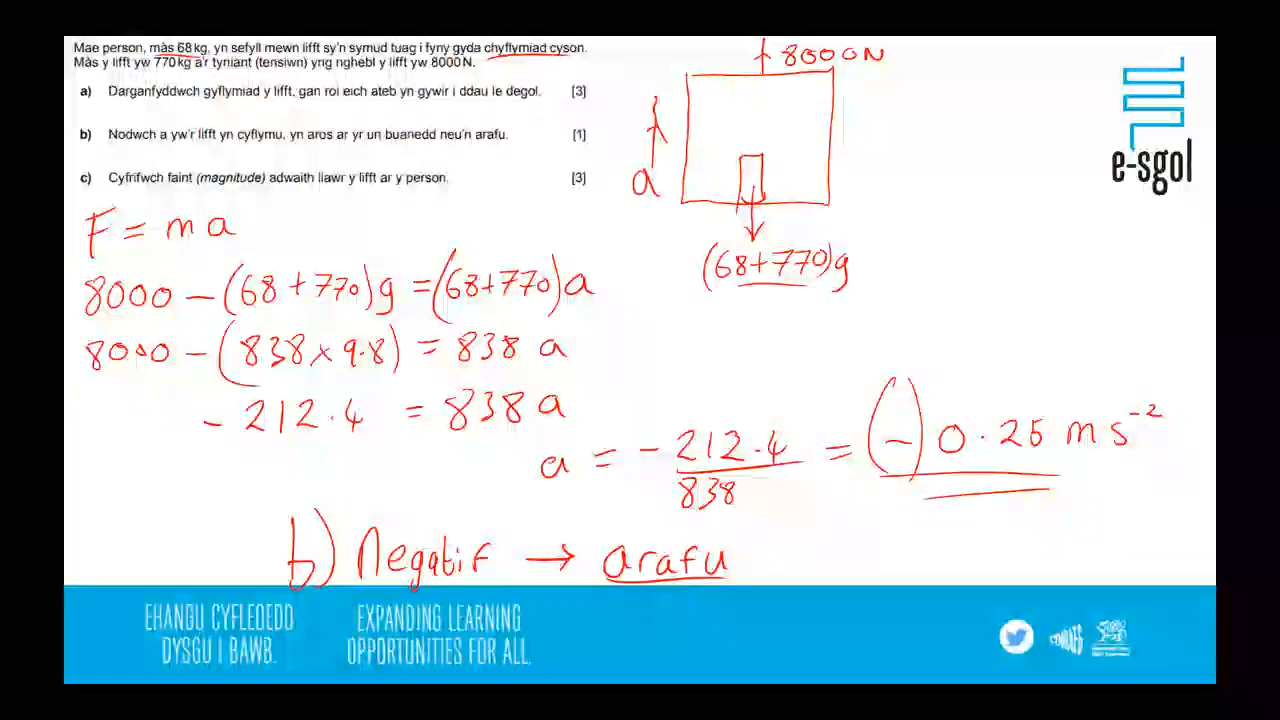 Mae person, màs 68 kg, yn sefyll mewn lifft sy'n symud tuag i fyny gyda chyflymiad cyson.
Màs y lifft yw 770 kg a'r tyniant (tensiwn) yng nghebl y lifft yw 8000 N.
a) Darganfyddwch gyflymiad y lifft, gan roi eich ateb yn gywir i ddau le degol. [3]
b) Nodwch a yw'r lifft yn cyflymu, yn aros ar yr un buanedd neu'n arafu. [1]
c) Cyfrifwch faint (magnitude) adwaith llawr y lifft ar y person. [3]
8000N
a
(68+770)g
e-sgol
F = ma
8000 - (68+770)g = (68+770)a
8000 - (838×9.8) = 838 a
-212.4 = 838 a
a = -212.4/838 = (-) 0.25 ms⁻²
b) Negatif → arafu
EHANGU CYFLEDEDD
DYSGU I BAWB.
EXPANDING LEARNING
OPPORTUNITIES FOR ALL.